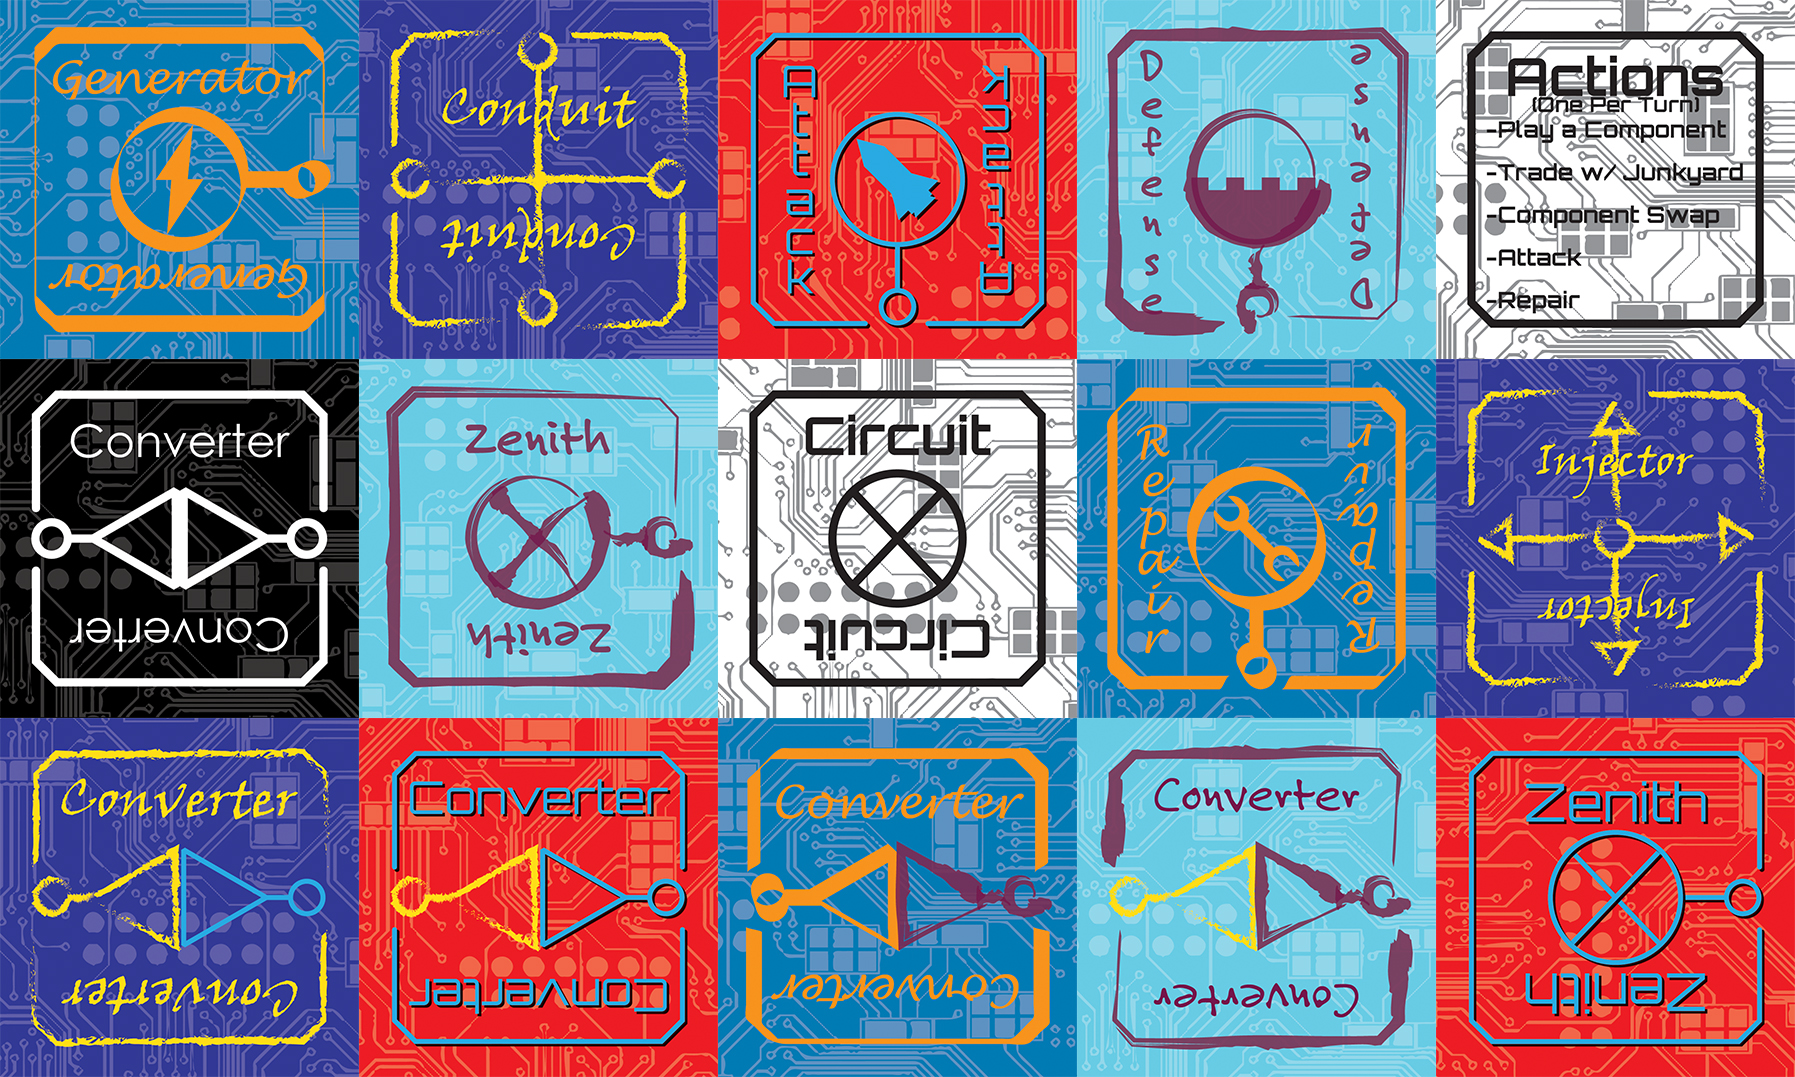 Generator
Generator
Conduit
Conduit
Attack
Attack
Defense
Defense
Actions
(One Per Turn)
-Play a Component
-Trade w/ Junkyard
-Component Swap
-Attack
-Repair
Converter
Converter
Zenith
Zenith
Circuit
Circuit
Repair
Repair
Injector
Injector
Converter
Converter
Converter
Converter
Converter
Converter
Converter
Converter
Zenith
Zenith